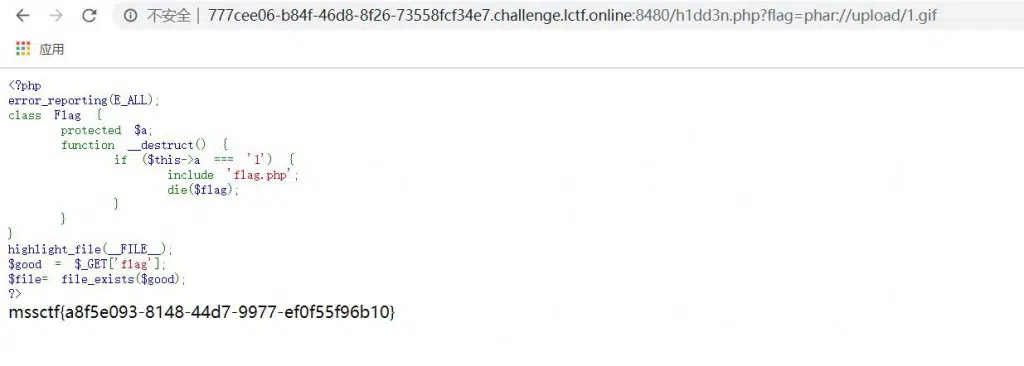 不安全 | 777cee06-b84f-46d8-8f26-73558fcf34e7.challenge.lctf.online:8480/h1dd3n.php?flag=phar://upload/1.gif
应用
<?php
error_reporting(E_ALL);
class Flag {
protected $a;
function __destruct() {
if ($this->a === '1') {
include 'flag.php';
die($flag);
}
}
}
highlight_file(__FILE__);
$good = $_GET['flag'];
$file= file_exists($good);
?>
mssctf{a8f5e093-8148-44d7-9977-ef0f55f96b10}